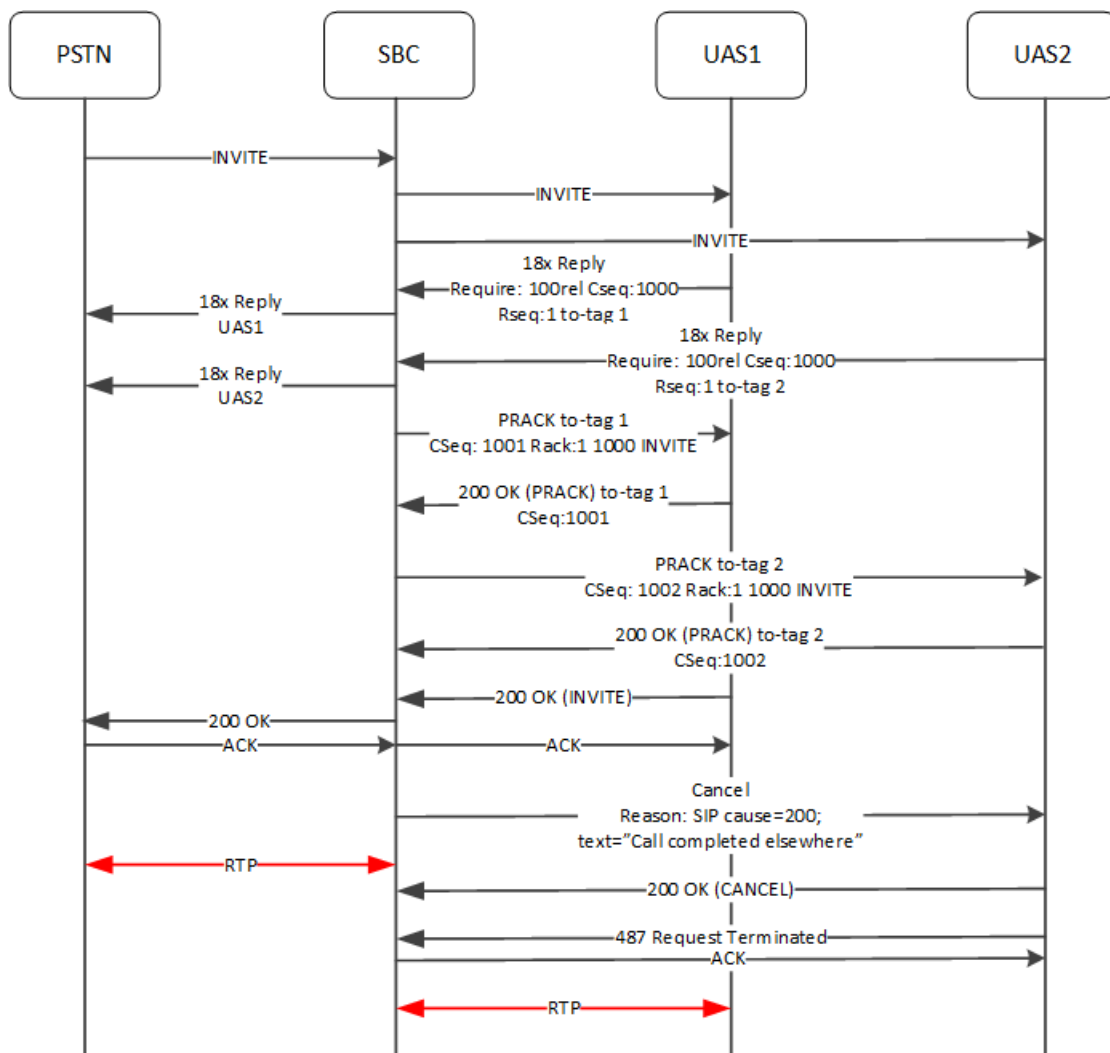 PSTN
SBC
UAS1
UAS2
INVITE
INVITE
INVITE
18x Reply
Require: 100rel Cseq:1000
Rseq:1 to-tag 1
18x Reply
UAS1
18x Reply
Require: 100rel Cseq:1000
Rseq:1 to-tag 2
18x Reply
UAS2
PRACK to-tag 1
CSeq: 1001 Rack:1 1000 INVITE
200 OK (PRACK) to-tag 1
CSeq:1001
PRACK to-tag 2
CSeq: 1002 Rack:1 1000 INVITE
200 OK (PRACK) to-tag 2
CSeq:1002
200 OK (INVITE)
200 OK
ACK
ACK
Cancel
Reason: SIP cause=200;
text=”Call completed elsewhere”
RTP
200 OK (CANCEL)
487 Request Terminated
ACK
RTP